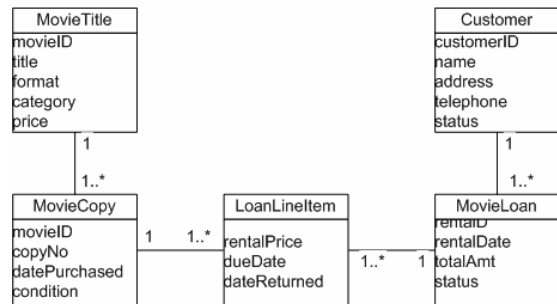 MovieTitle
movieID
title
format
category
price
Customer
customerID
name
address
telephone
status
1
1..*
1
1..*
MovieCopy
movieID
copyNo
datePurchased
condition
1
1..*
LoanLineItem
rentalPrice
dueDate
dateReturned
1..*
1
MovieLoan
rentalID
rentalDate
totalAmt
status